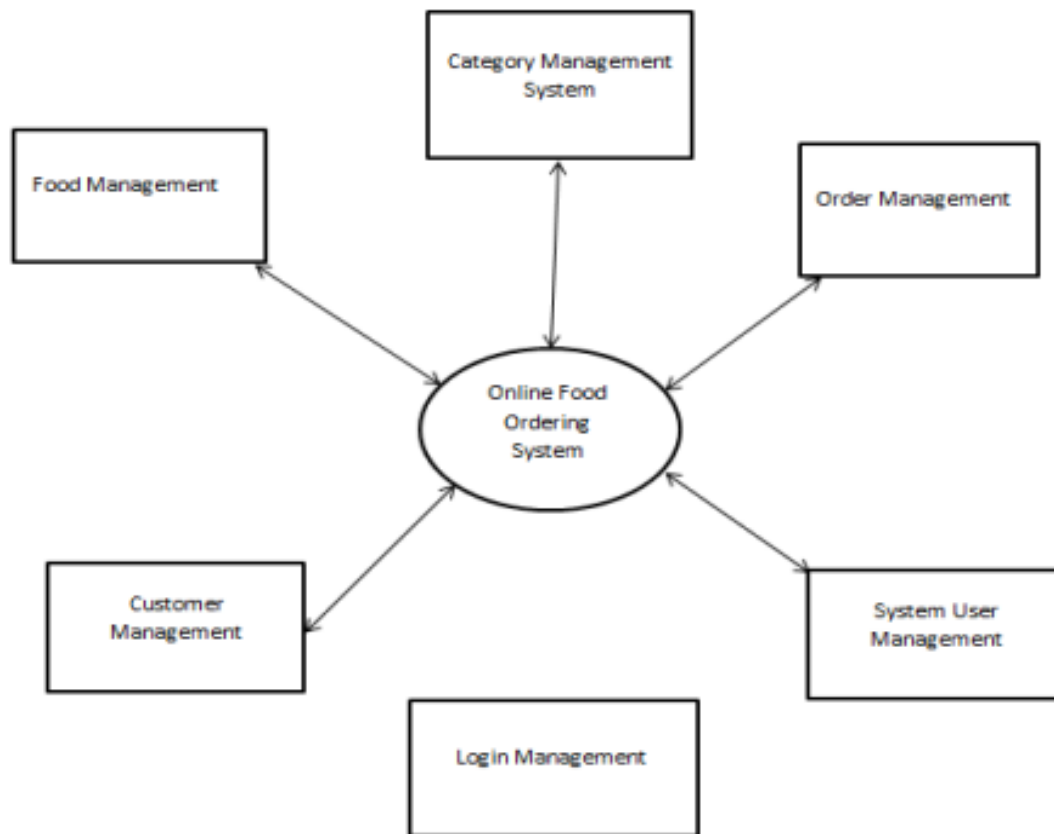 Category Management
System
Food Management
Order Management
Online Food
Ordering
System
Customer
Management
System User
Management
Login Management